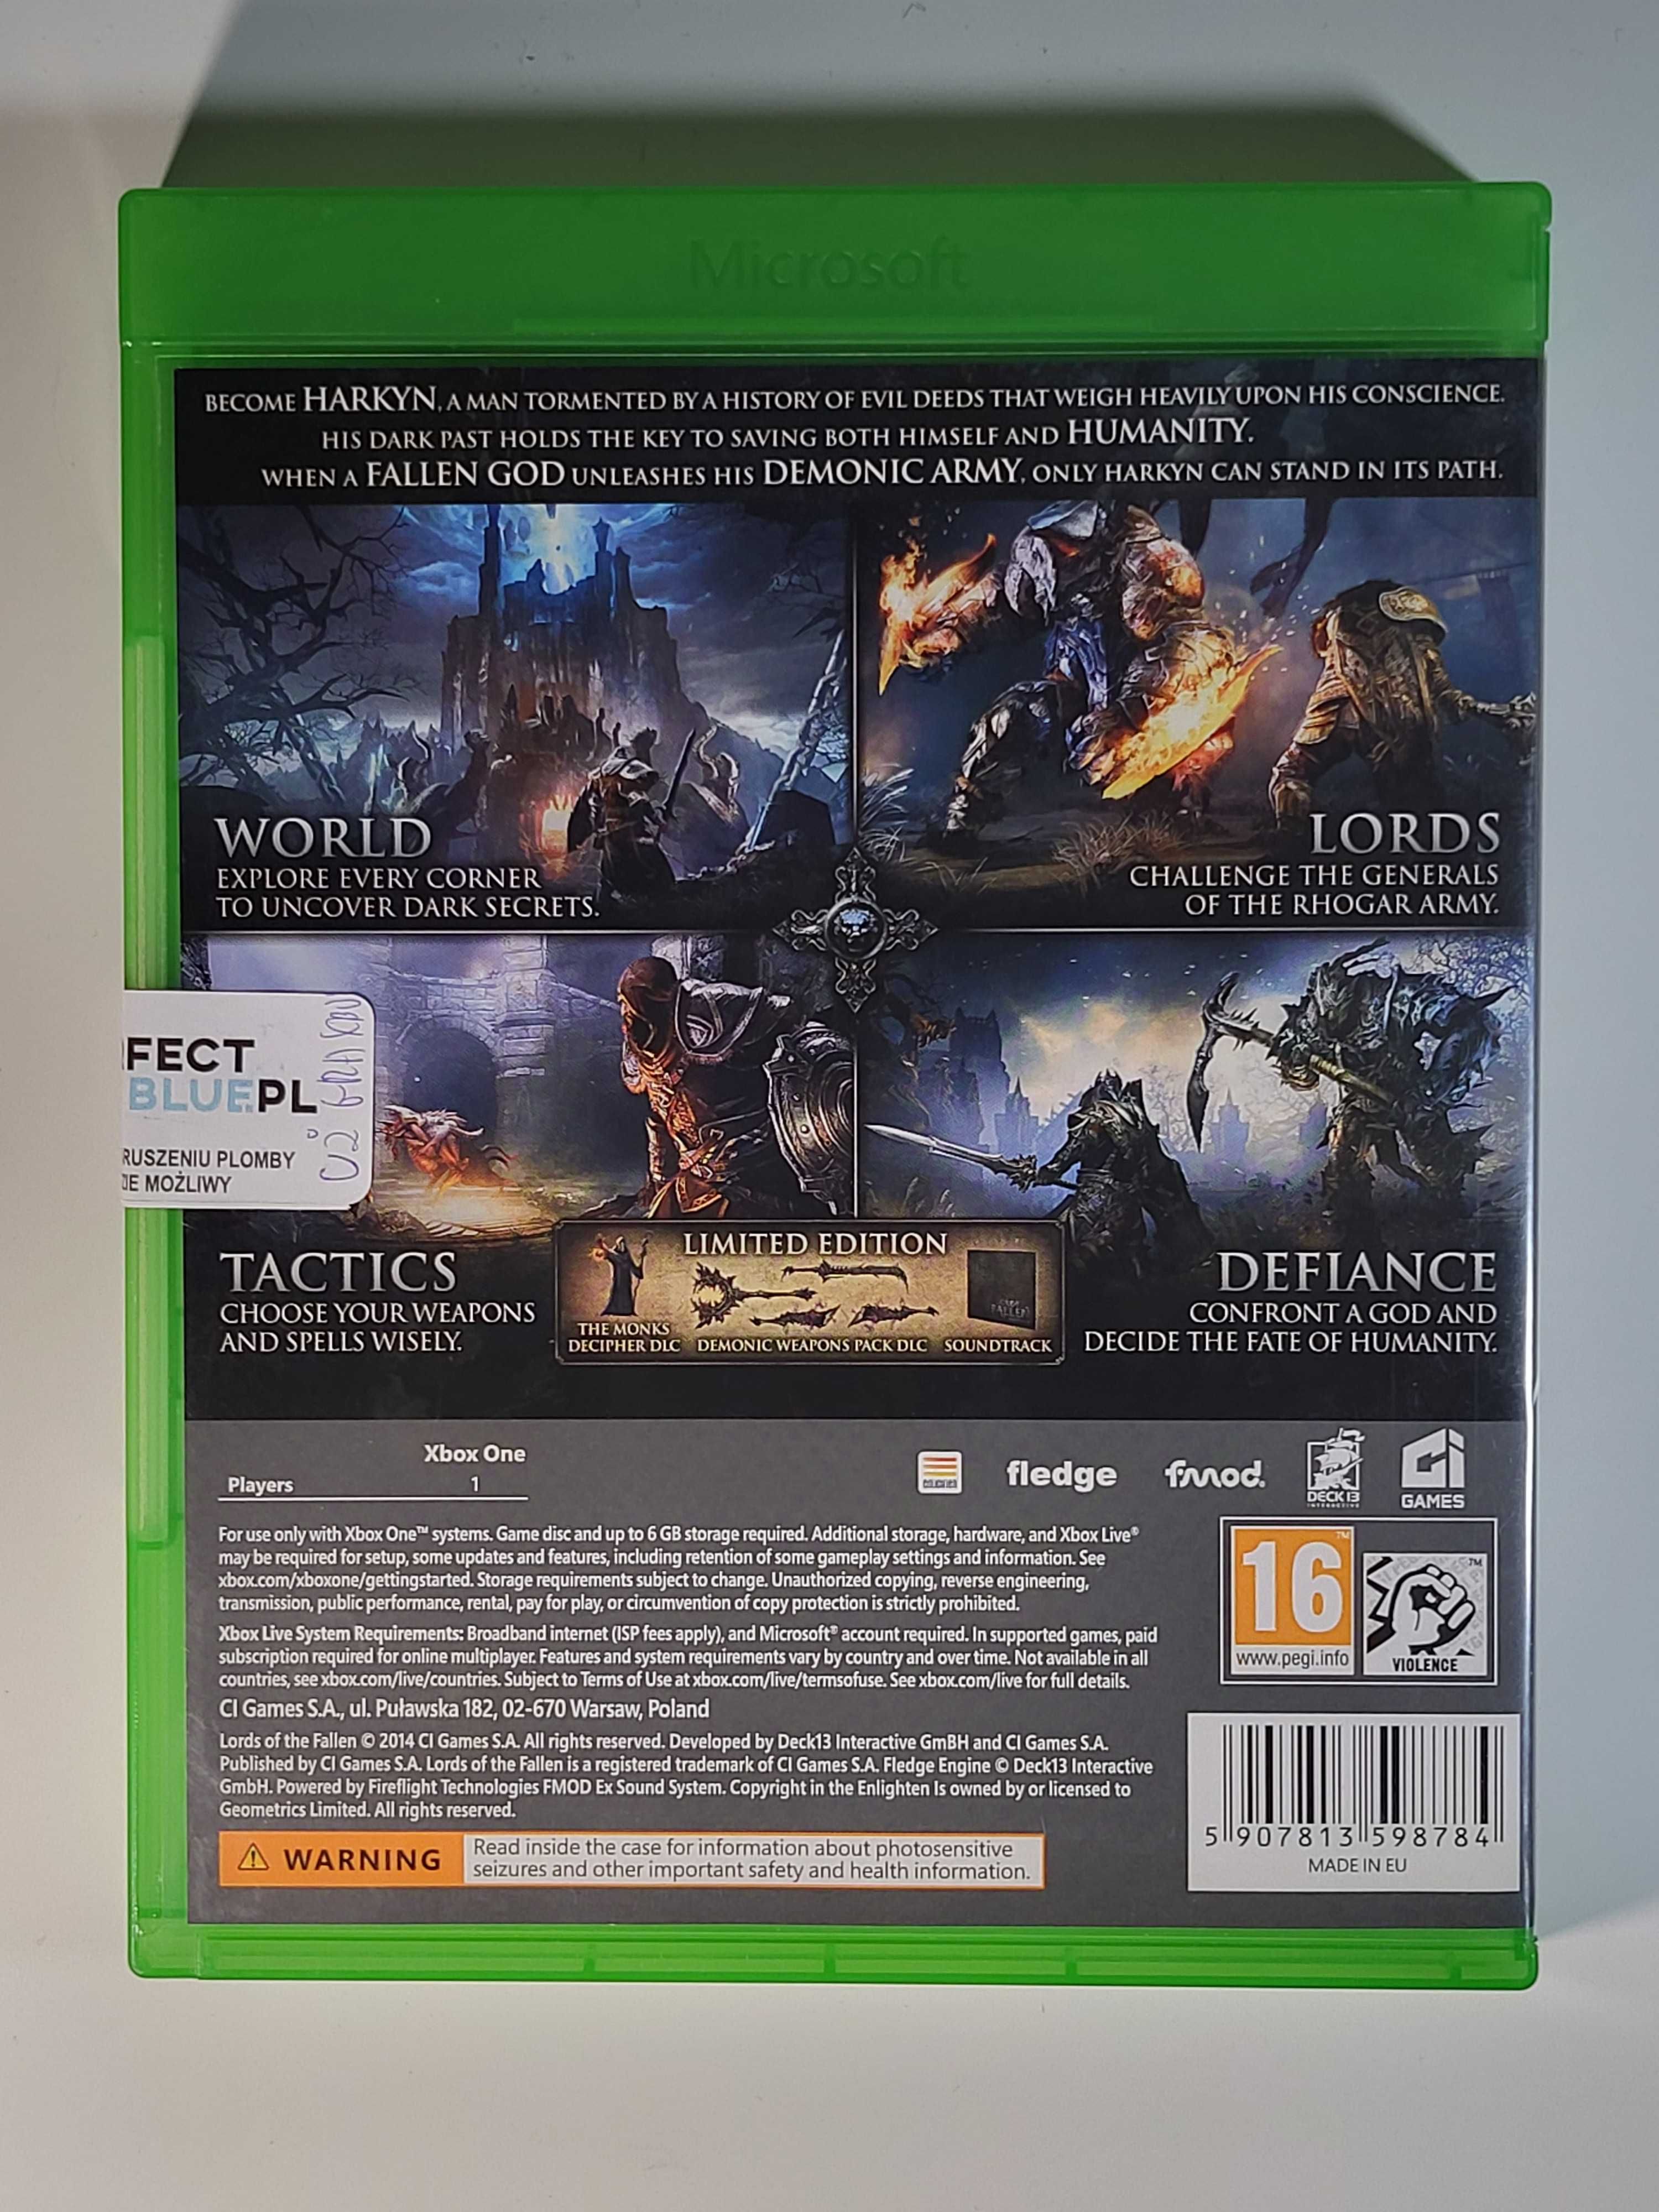 Microsoft
BECOME HARKYN, A MAN TORMENTED BY A HISTORY OF EVIL DEEDS THAT WEIGH HEAVILY UPON HIS CONSCIENCE.
HIS DARK PAST HOLDS THE KEY TO SAVING BOTH HIMSELF AND HUMANITY.
WHEN A FALLEN GOD UNLEASHES HIS DEMONIC ARMY, ONLY HARKYN CAN STAND IN ITS PATH.
WORLD
EXPLORE EVERY CORNER
TO UNCOVER DARK SECRETS.
LORDS
CHALLENGE THE GENERALS
OF THE RHOGAR ARMY.
FECT
BLUE.PL
RUSZENIU PLOMBY
ZIE MOŻLIWY
TACTICS
CHOOSE YOUR WEAPONS
AND SPELLS WISELY.
LIMITED EDITION
THE MONKS
DECIPHER DLC
DEMONIC WEAPONS PACK DLC
SOUNDTRACK
DEFIANCE
CONFRONT A GOD AND
DECIDE THE FATE OF HUMANITY.
Xbox One
Players 1
fledge
fmod
DECK 13
INTERACTIVE
CI
GAMES
For use only with Xbox One™ systems. Game disc and up to 6 GB storage required. Additional storage, hardware, and Xbox Live®
may be required for setup, some updates and features, including retention of some gameplay settings and information. See
xbox.com/xboxone/gettingstarted. Storage requirements subject to change. Unauthorized copying, reverse engineering,
transmission, public performance, rental, pay for play, or circumvention of copy protection is strictly prohibited.
Xbox Live System Requirements: Broadband internet (ISP fees apply), and Microsoft® account required. In supported games, paid
subscription required for online multiplayer. Features and system requirements vary by country and over time. Not available in all
countries, see xbox.com/live/countries. Subject to Terms of Use at xbox.com/live/termsofuse. See xbox.com/live for full details.
CI Games S.A., ul. Puławska 182, 02-670 Warsaw, Poland
Lords of the Fallen © 2014 CI Games S.A. All rights reserved. Developed by Deck13 Interactive GmBH and CI Games S.A.
Published by CI Games S.A. Lords of the Fallen is a registered trademark of CI Games S.A. Fledge Engine © Deck13 Interactive
GmbH. Powered by Fireflight Technologies FMOD Ex Sound System. Copyright in the Enlighten Is owned by or licensed to
Geometrics Limited. All rights reserved.
16
www.pegi.info
VIOLENCE
WARNING
Read inside the case for information about photosensitive
seizures and other important safety and health information.
5 907813 598784
MADE IN EU